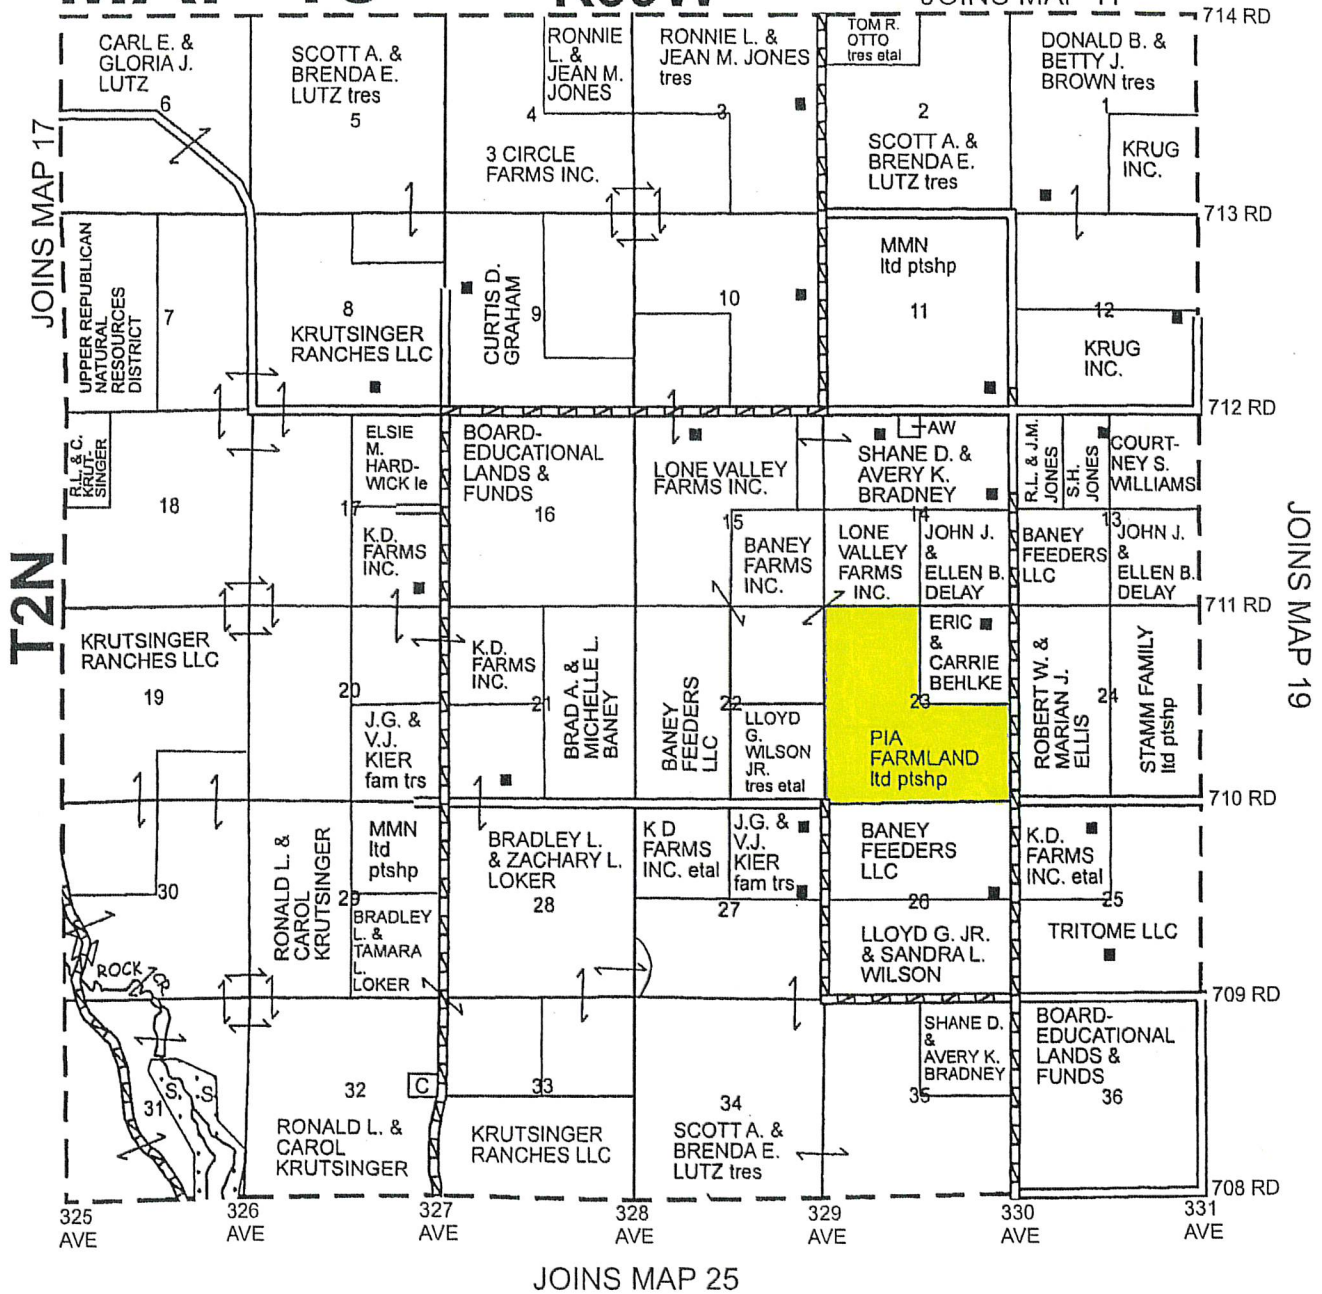 JOINS MAP 17
T2N
JOINS MAP 19
JOINS MAP 25
714 RD
713 RD
712 RD
711 RD
710 RD
709 RD
708 RD
325
AVE
326
AVE
327
AVE
328
AVE
329
AVE
330
AVE
331
AVE
CARL E. &
GLORIA J.
LUTZ
6
SCOTT A. &
BRENDA E.
LUTZ tres
5
RONNIE
L. &
JEAN M.
JONES
4
3 CIRCLE
FARMS INC.
RONNIE L. &
JEAN M. JONES
tres
3
TOM R.
OTTO
tres etal
2
SCOTT A. &
BRENDA E.
LUTZ tres
DONALD B. &
BETTY J.
BROWN tres
1
KRUG
INC.
UPPER REPUBLICAN
NATURAL
RESOURCES
DISTRICT
7
8
KRUTSINGER
RANCHES LLC
CURTIS D.
GRAHAM
9
10
MMN
ltd ptshp
11
12
KRUG
INC.
R.L. & C.
KRUT-
SINGER
18
ELSIE
M.
HARD-
WICK le
17
K.D.
FARMS
INC.
BOARD-
EDUCATIONAL
LANDS &
FUNDS
16
LONE VALLEY
FARMS INC.
15
BANEY
FARMS
INC.
AW
SHANE D. &
AVERY K.
BRADNEY
14
LONE
VALLEY
FARMS
INC.
JOHN J.
&
ELLEN B.
DELAY
R.L. & J.M.
JONES
S.H.
JONES
COURT-
NEY S.
WILLIAMS
13
BANEY
FEEDERS
LLC
JOHN J.
&
ELLEN B.
DELAY
KRUTSINGER
RANCHES LLC
19
20
J.G. &
V.J.
KIER
fam trs
K.D.
FARMS
INC.
21
BRAD A. &
MICHELLE L.
BANEY
BANEY
FEEDERS
LLC
22
LLOYD
G.
WILSON
JR.
tres etal
ERIC
&
CARRIE
BEHLKE
23
PIA
FARMLAND
ltd ptshp
ROBERT W. &
MARIAN J.
ELLIS
24
STAMM FAMILY
ltd ptshp
30
ROCK
CR
RONALD L. &
CAROL
KRUTSINGER
MMN
ltd
ptshp
29
BRADLEY
L. &
TAMARA
L.
LOKER
BRADLEY L.
& ZACHARY L.
LOKER
28
K D
FARMS
INC. etal
J.G. &
V.J.
KIER
fam trs
27
BANEY
FEEDERS
LLC
26
LLOYD G. JR.
& SANDRA L.
WILSON
K.D.
FARMS
INC. etal
25
TRITOME LLC
31
S
S
32
C
RONALD L. &
CAROL
KRUTSINGER
33
KRUTSINGER
RANCHES LLC
34
SCOTT A. &
BRENDA E.
LUTZ tres
SHANE D.
&
AVERY K.
BRADNEY
35
BOARD-
EDUCATIONAL
LANDS &
FUNDS
36